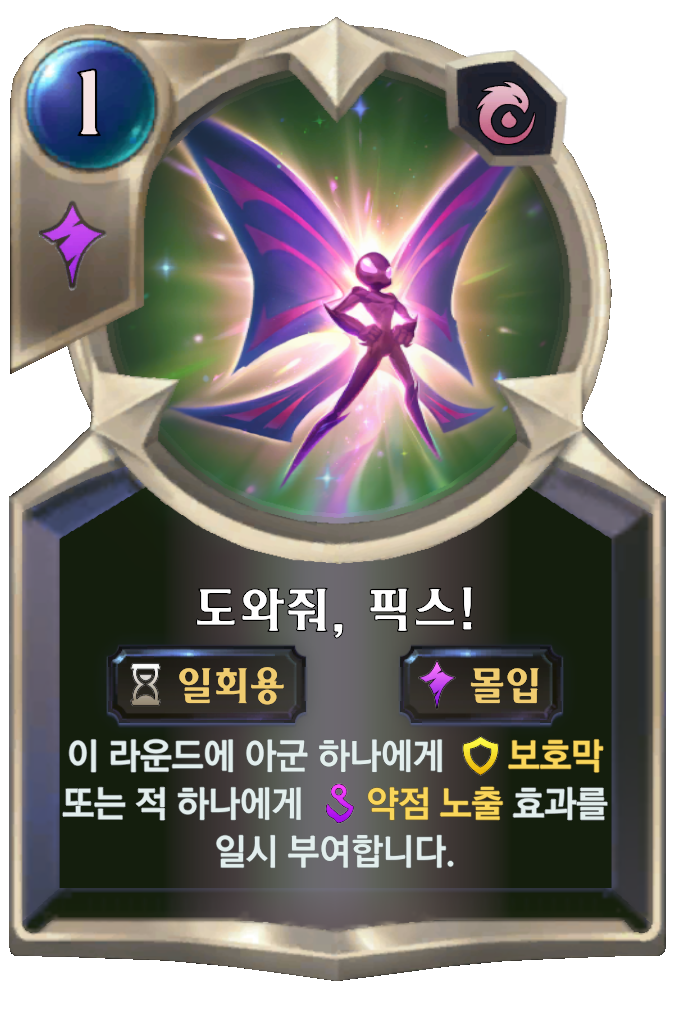 1
도와줘, 픽스!
일회용 몰입
이 라운드에 아군 하나에게 보호막
또는 적 하나에게 약점 노출 효과를
일시 부여합니다.